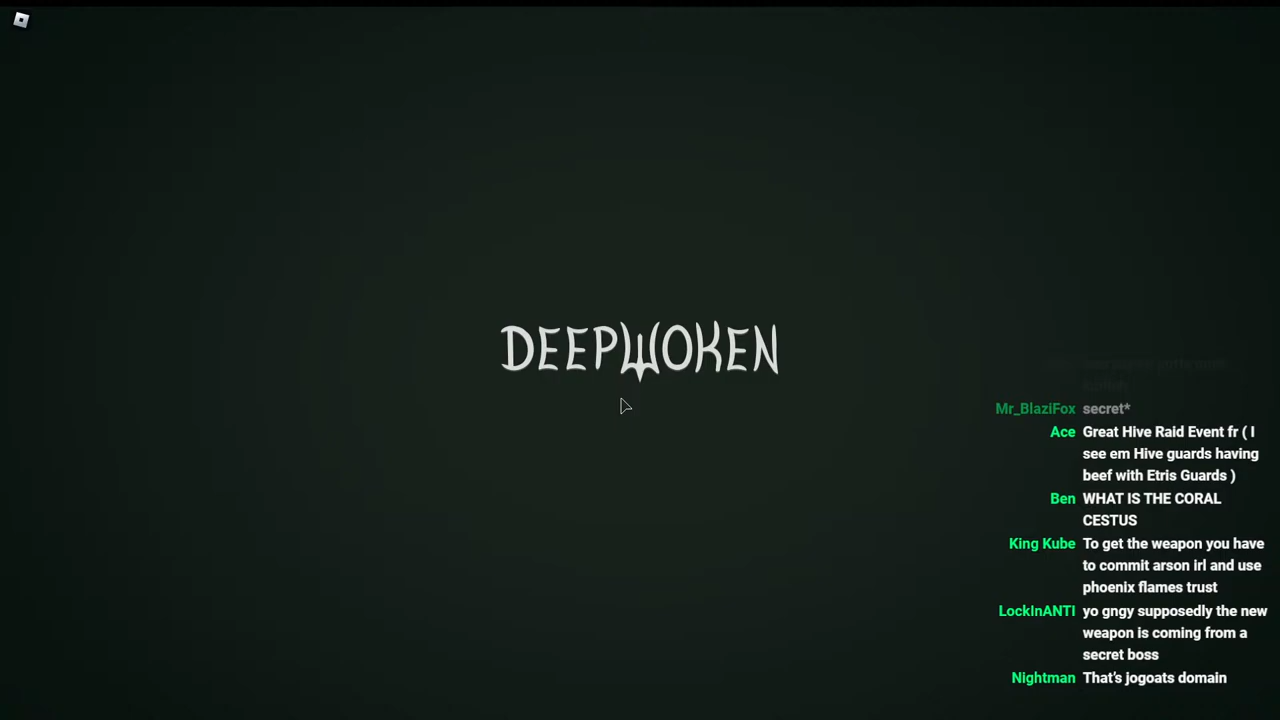 DEEPWOKEN
Mr_BlaziFox secret*
Ace Great Hive Raid Event fr ( I
see em Hive guards having
beef with Etris Guards )
Ben WHAT IS THE CORAL
CESTUS
King Kube To get the weapon you have
to commit arson irl and use
phoenix flames trust
LockInANTI yo gngy supposedly the new
weapon is coming from a
secret boss
Nightman That's jogoats domain